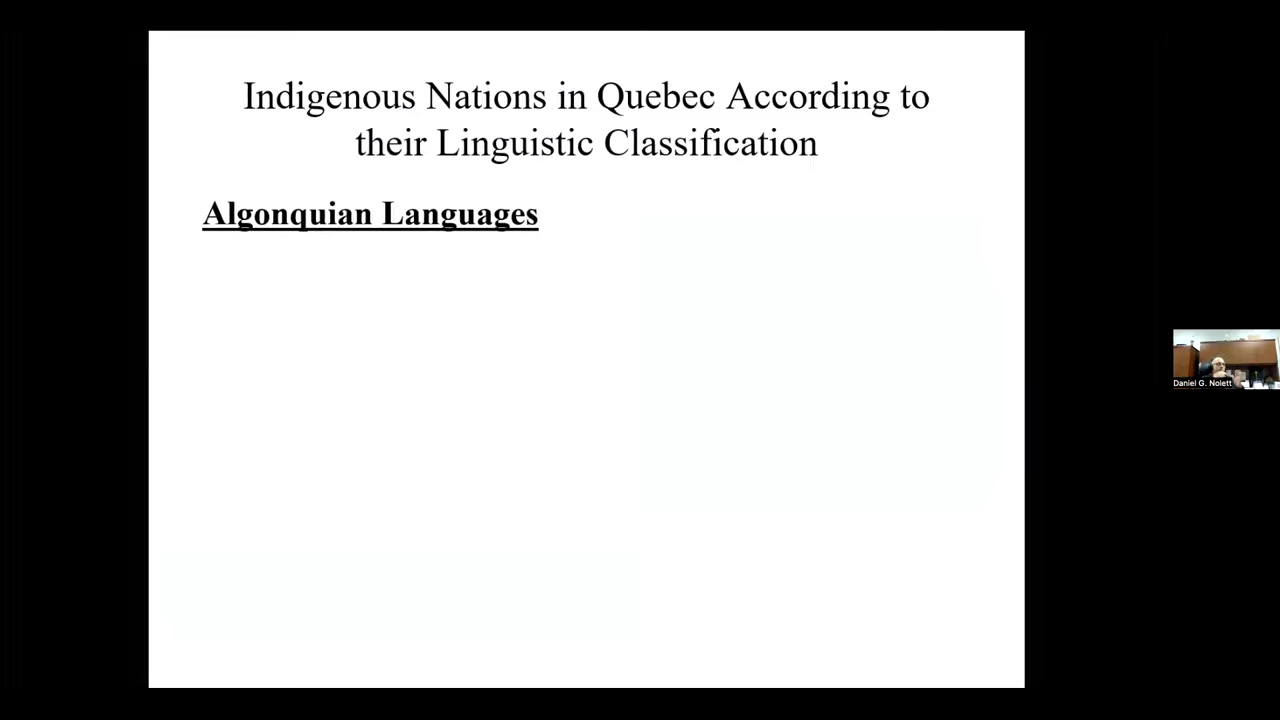 Indigenous Nations in Quebec According to
their Linguistic Classification
Algonquian Languages
Daniel G. Nolett